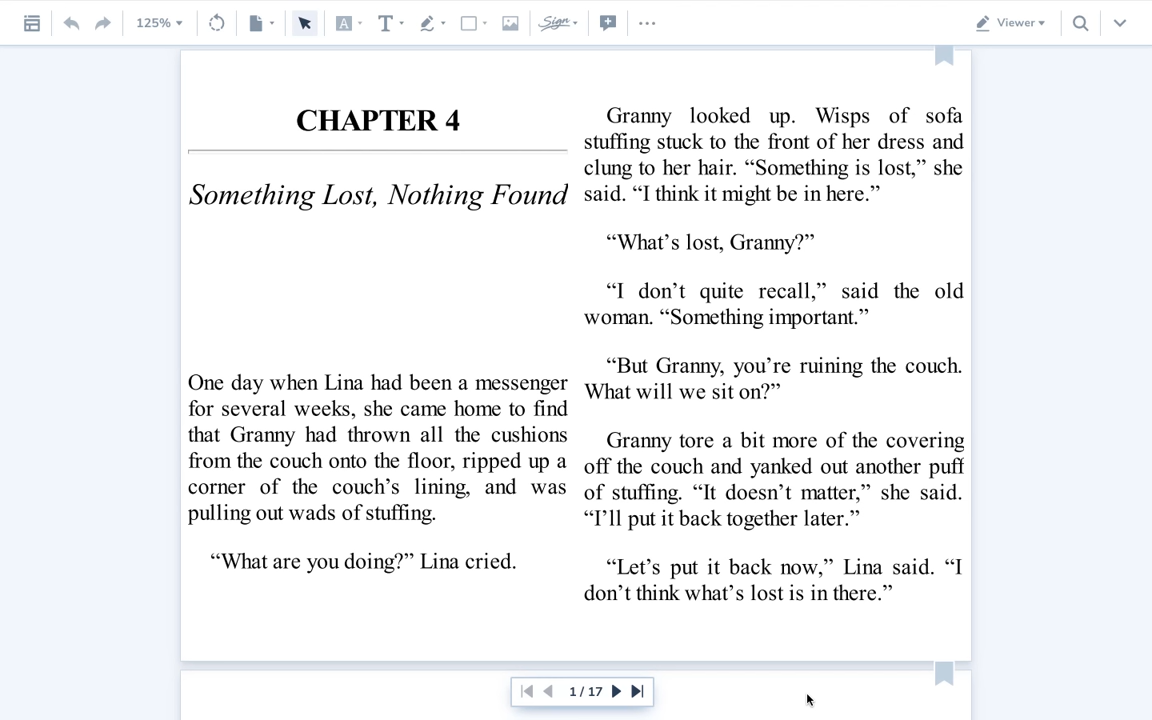 125%
Sign
Viewer
CHAPTER 4
Something Lost, Nothing Found
One day when Lina had been a messenger
for several weeks, she came home to find
that Granny had thrown all the cushions
from the couch onto the floor, ripped up a
corner of the couch’s lining, and was
pulling out wads of stuffing.
“What are you doing?” Lina cried.
Granny looked up. Wisps of sofa
stuffing stuck to the front of her dress and
clung to her hair. “Something is lost,” she
said. “I think it might be in here.”
“What’s lost, Granny?”
“I don’t quite recall,” said the old
woman. “Something important.”
“But Granny, you’re ruining the couch.
What will we sit on?”
Granny tore a bit more of the covering
off the couch and yanked out another puff
of stuffing. “It doesn’t matter,” she said.
“I’ll put it back together later.”
“Let’s put it back now,” Lina said. “I
don’t think what’s lost is in there.”
1 / 17